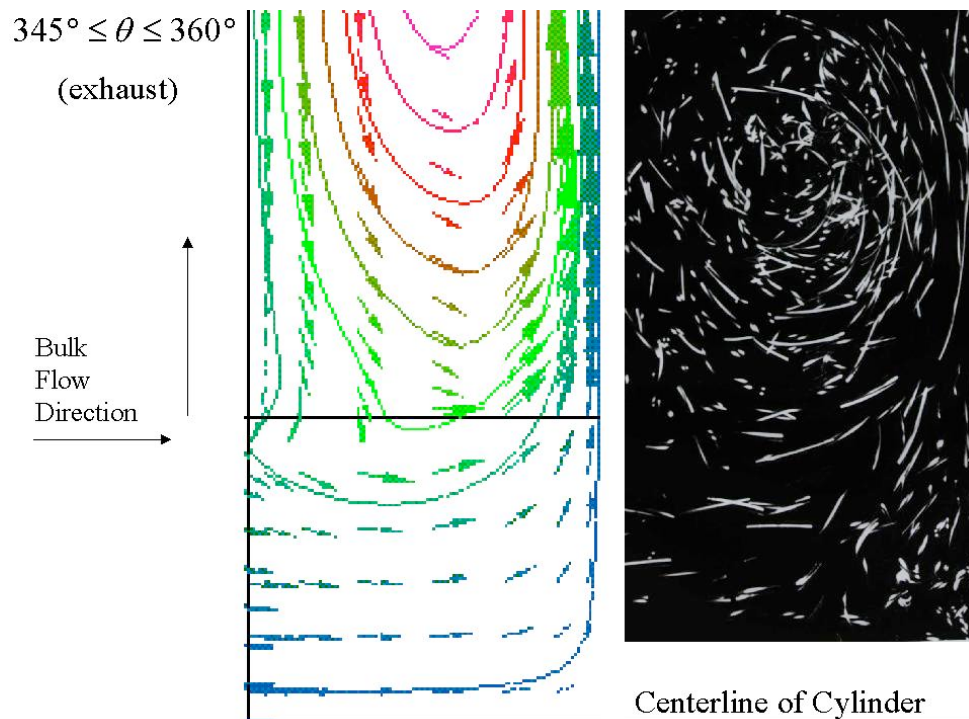 345° ≤ θ ≤ 360°
(exhaust)
Bulk
Flow
Direction
Centerline of Cylinder